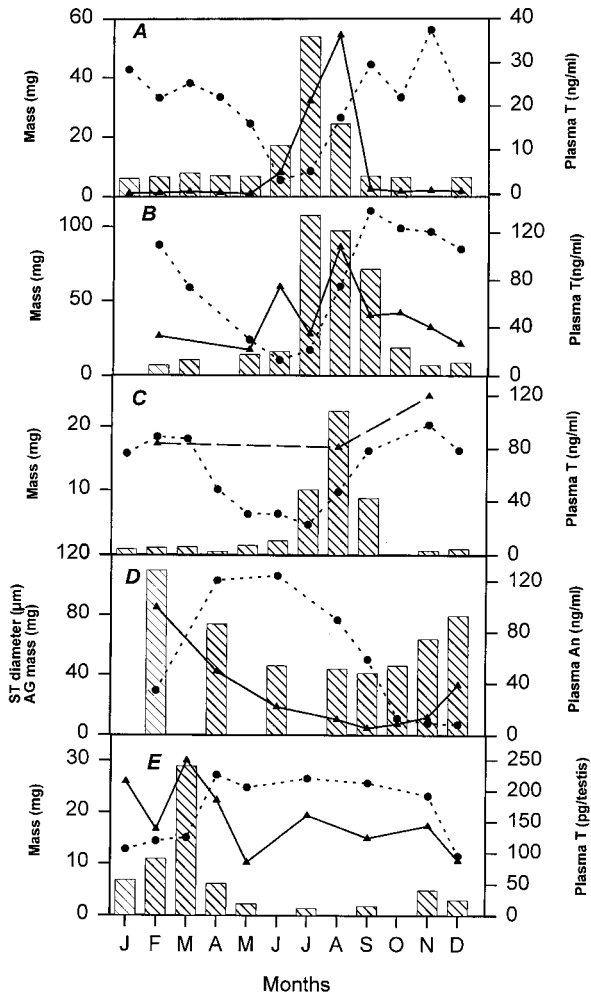 A
60
40
20
0
Mass (mg)
40
30
20
10
0
Plasma T (ng/ml)
B
100
50
0
Mass (mg)
120
80
40
0
Plasma T(ng/ml)
C
20
10
Mass (mg)
120
80
40
0
Plasma T (ng/ml)
D
120
80
40
0
ST diameter (µm)
AG mass (mg)
120
80
40
0
Plasma An (ng/ml)
E
30
20
10
0
Mass (mg)
250
200
150
100
50
0
Plasma T (pg/testis)
J F M A M J J A S O N D
Months